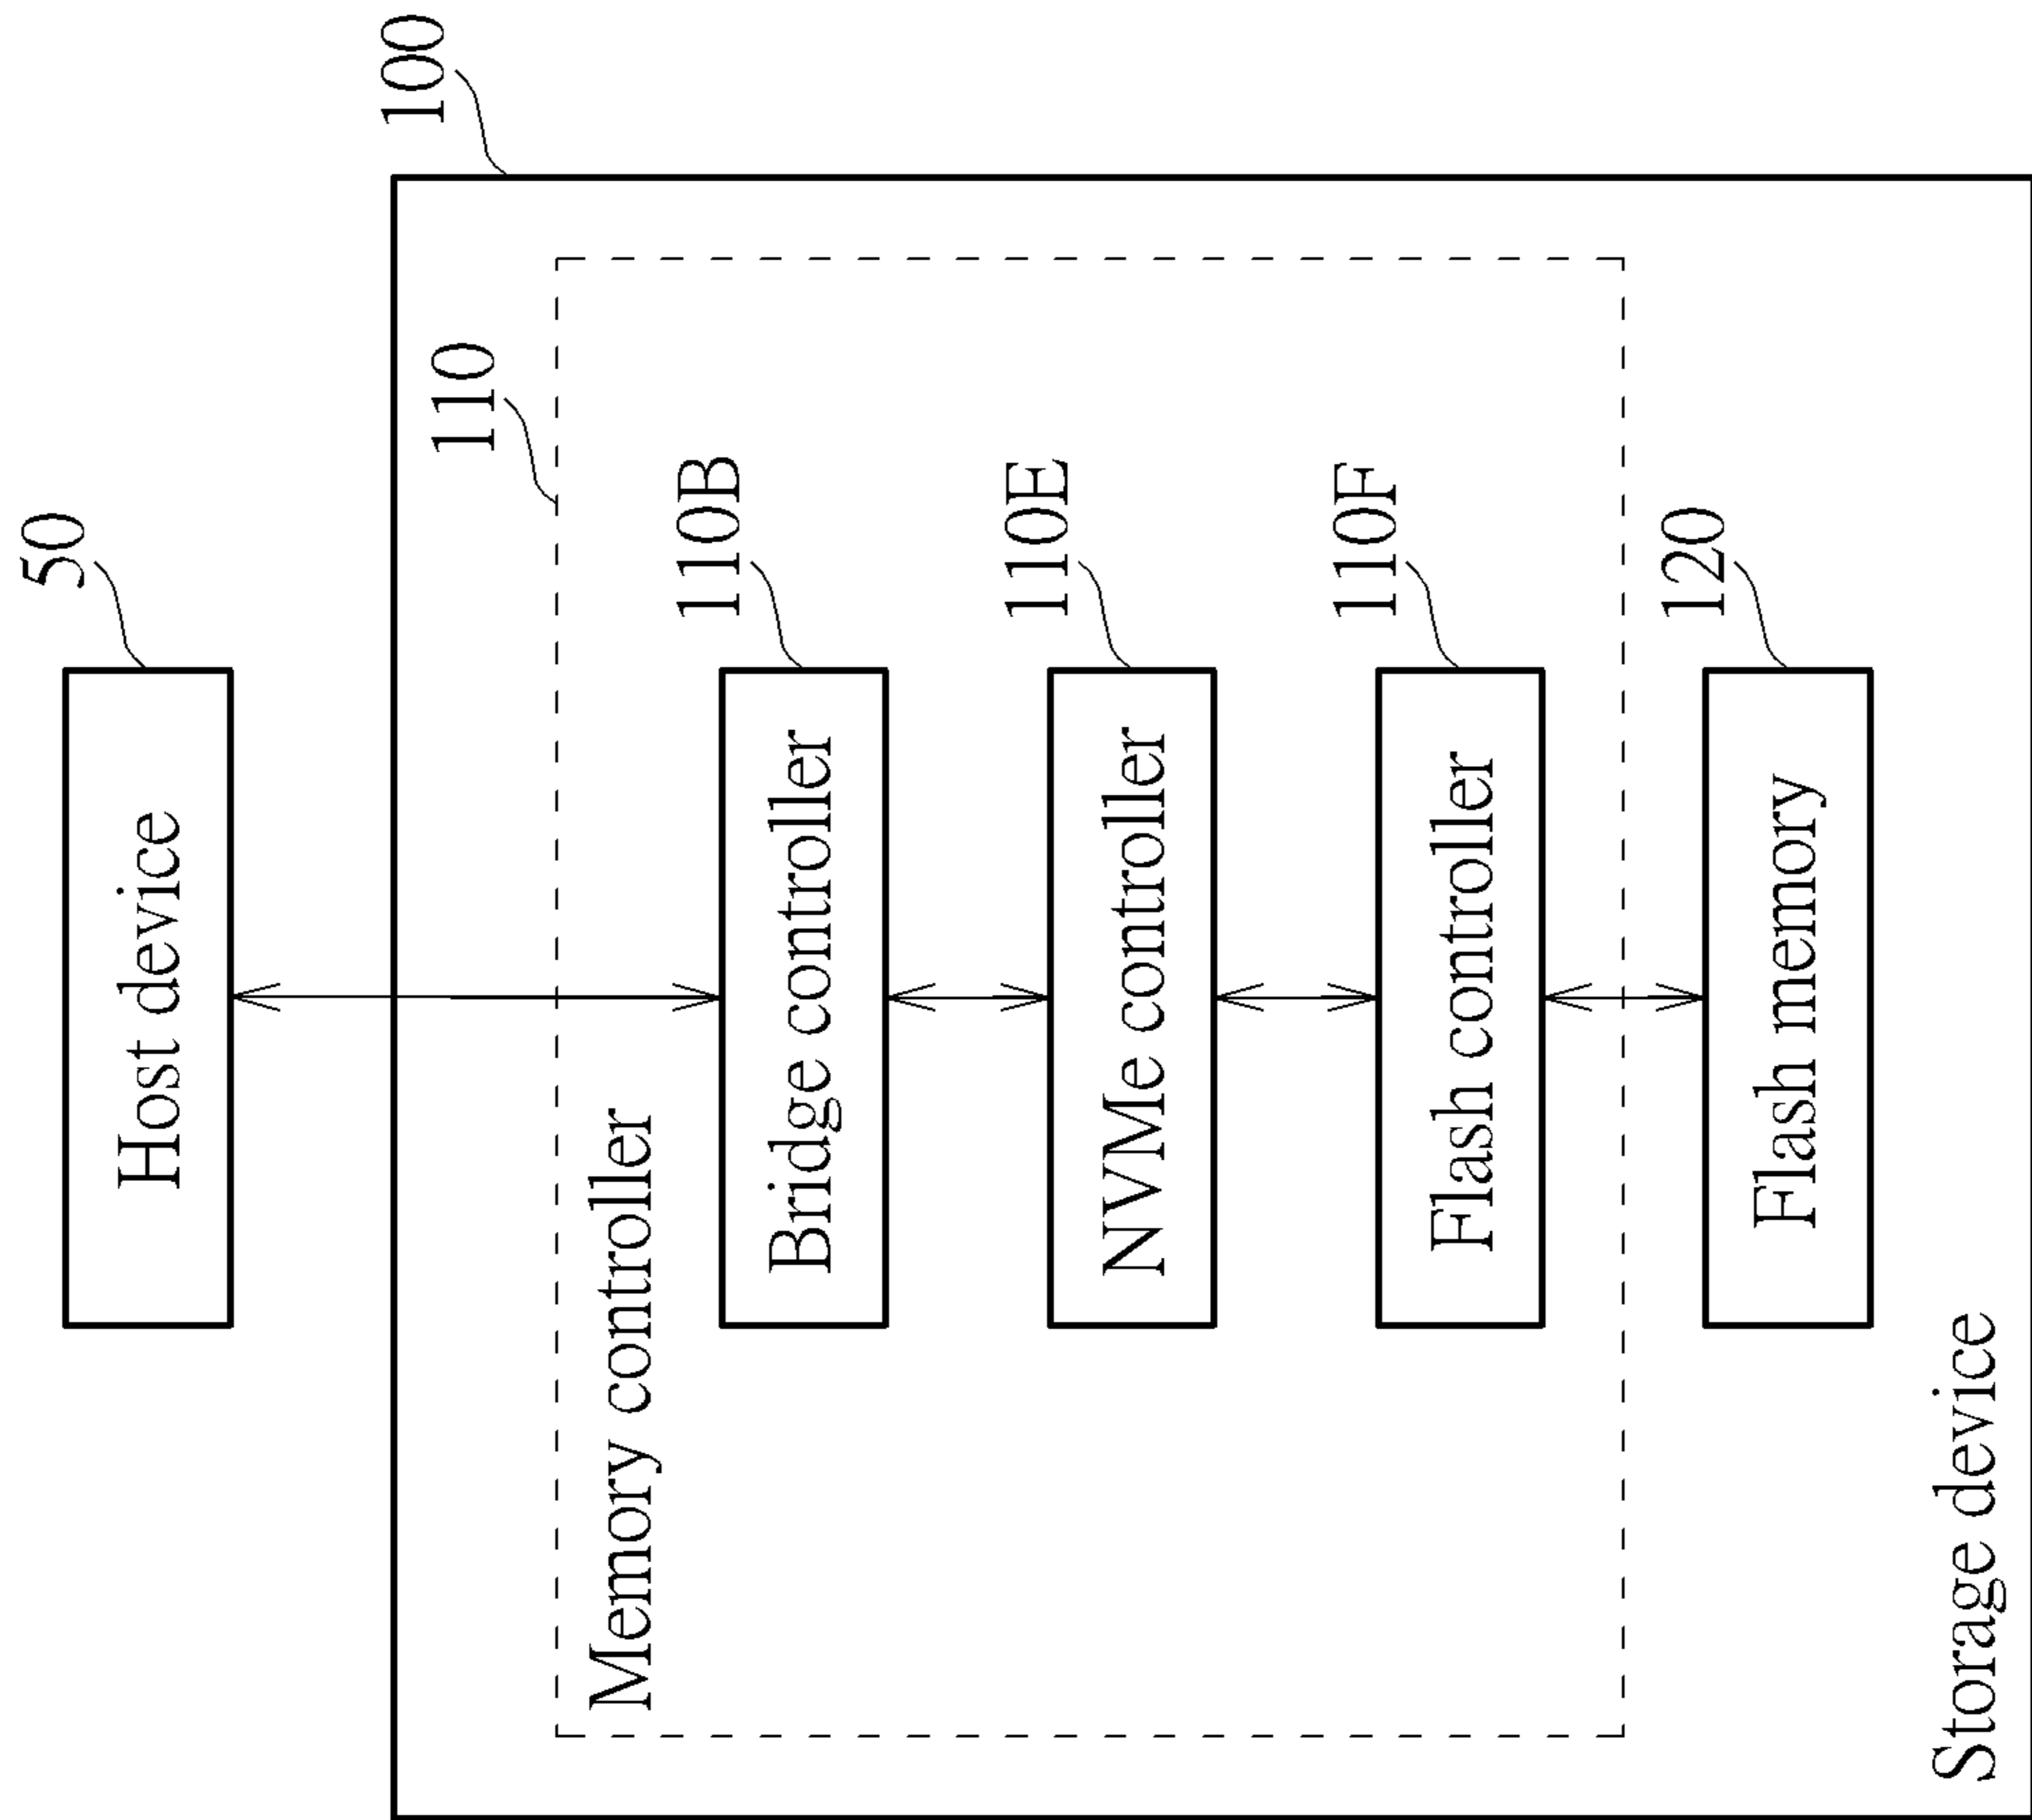 50
Host device
100
110
Memory controller
110B
Bridge controller
110E
NVMe controller
110F
Flash controller
120
Flash memory
Storage device